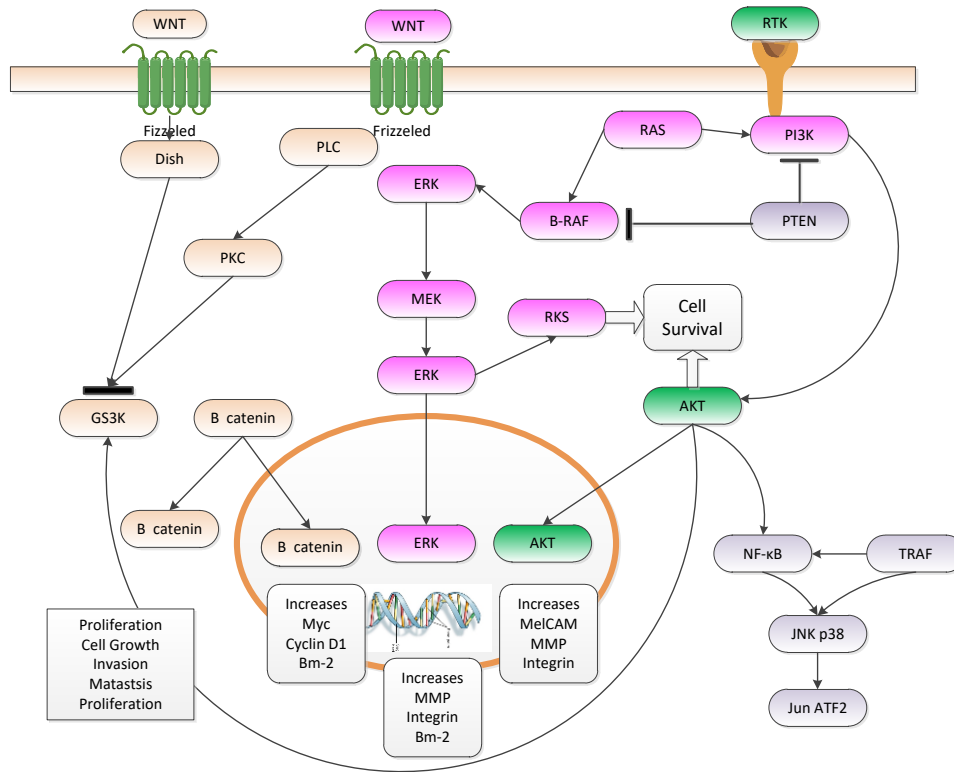 WNT
WNT
RTK
Fizzeled
Frizzeled
RAS
PI3K
Dish
PLC
ERK
B-RAF
PTEN
PKC
MEK
RKS
Cell
Survival
ERK
GS3K
B catenin
AKT
B catenin
B catenin
ERK
AKT
NF-κB
TRAF
Increases
Myc
Cyclin D1
Bm-2
Increases
MelCAM
MMP
Integrin
Proliferation
Cell Growth
Invasion
Matastsis
Proliferation
Increases
MMP
Integrin
Bm-2
JNK p38
Jun ATF2